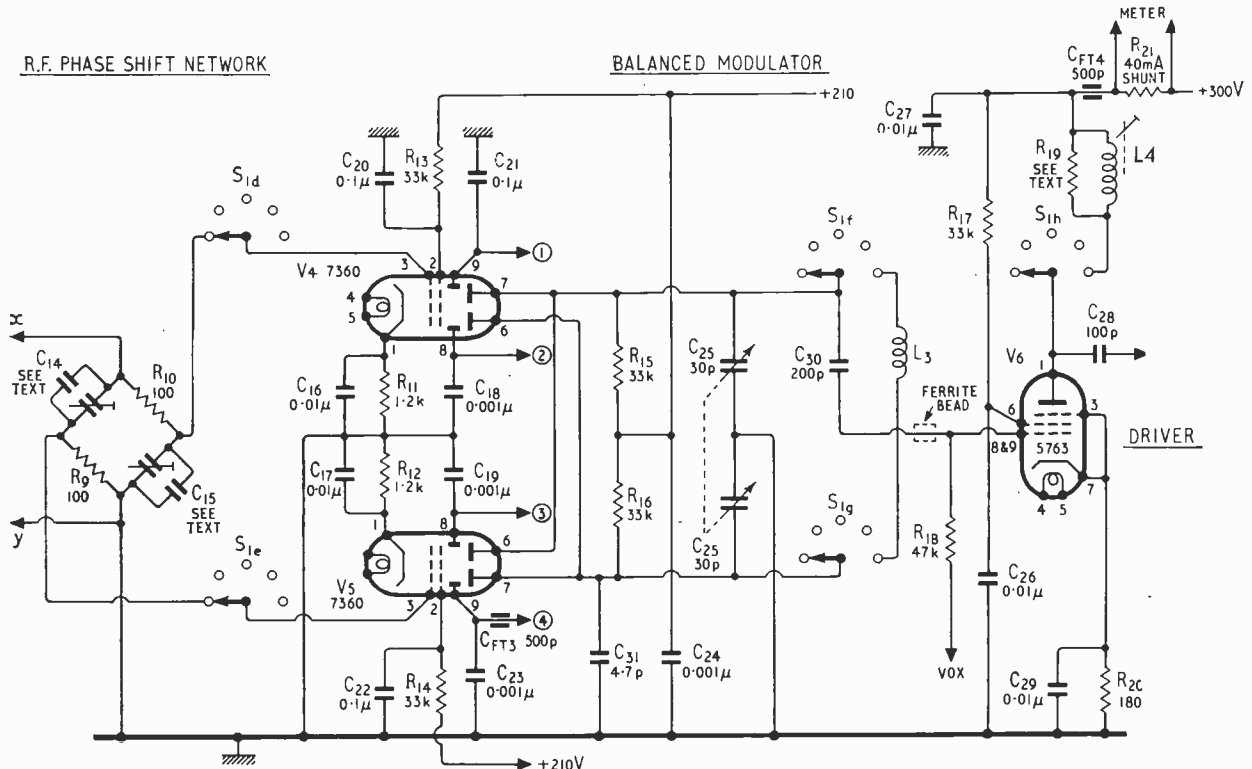 R.F. PHASE SHIFT NETWORK
BALANCED MODULATOR
METER
CFT4
500p
R21
40mA
SHUNT
+300V
+210
C27
0·01µ
C20
0·1µ
R13
33k
C21
0·1µ
R19
SEE
TEXT
L4
S1d
S1f
R17
33k
S1h
3
2
9
1
V4 7360
7
4
5
6
1
8
2
C28
100p
V6
1
x
C14
SEE
TEXT
R10
100
C16
0·01µ
R11
1·2k
C18
0·001µ
R15
33k
C25
30p
C30
200p
L3
FERRITE
BEAD
6
3
8&9
5763
DRIVER
7
4
5
R9
100
C15
SEE
TEXT
C17
0·01µ
R12
1·2k
C19
0·001µ
R16
33k
C25
30p
y
S1e
1
8
3
6
7
V5
7360
3
2
9
4
CFT3
500p
S1g
R18
47k
C26
0·01µ
VOX
C22
0·1µ
R14
33k
C23
0·001µ
C31
4·7p
C24
0·001µ
C29
0·01µ
R20
180
+210V